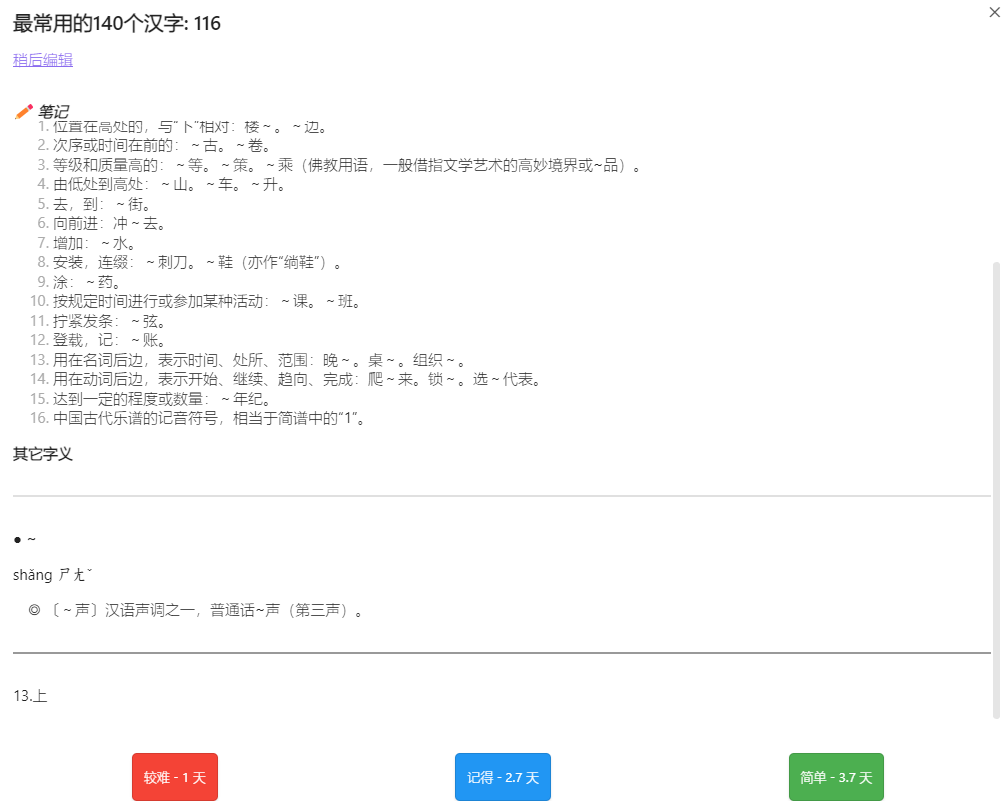 最常用的140个汉字: 116
稍后编辑
笔记
1. 位置在高处的，与“下”相对：楼～。～边。
2. 次序或时间在前的：～古。～卷。
3. 等级和质量高的：～等。～策。～乘（佛教用语，一般借指文学艺术的高妙境界或~品）。
4. 由低处到高处：～山。～车。～升。
5. 去，到：～街。
6. 向前进：冲～去。
7. 增加：～水。
8. 安装，连缀：～刺刀。～鞋（亦作“绱鞋”）。
9. 涂：～药。
10. 按规定时间进行或参加某种活动：～课。～班。
11. 拧紧发条：～弦。
12. 登载，记：～账。
13. 用在名词后边，表示时间、处所、范围：晚～。桌～。组织～。
14. 用在动词后边，表示开始、继续、趋向、完成：爬～来。锁～。选～代表。
15. 达到一定的程度或数量：～年纪。
16. 中国古代乐谱的记音符号，相当于简谱中的“1”。
其它字义
● ～
shǎng ㄕㄤˇ
◎ 〔～声〕汉语声调之一，普通话~声（第三声）。
13.上
较难 - 1 天
记得 - 2.7 天
简单 - 3.7 天